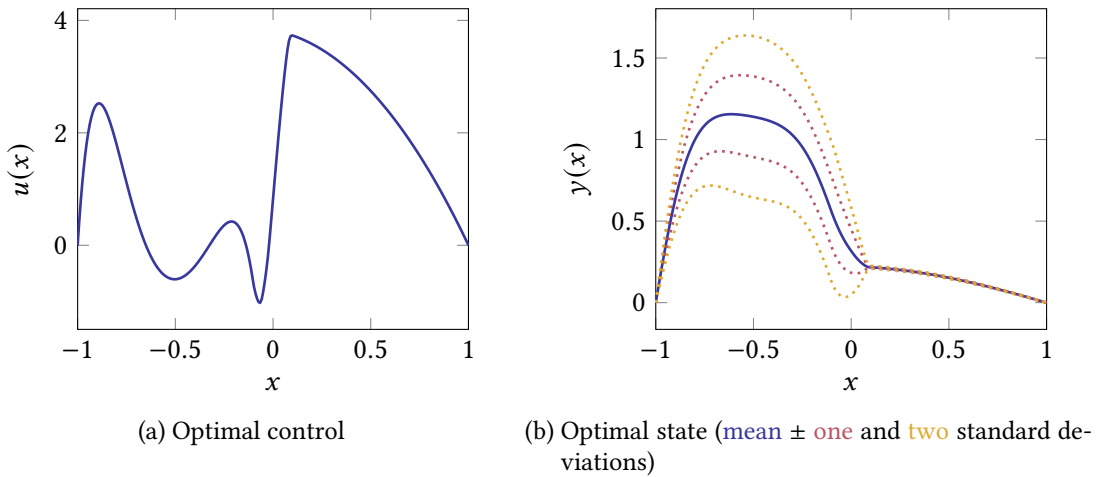 4
2
0
u(x)
−1
−0.5
0
0.5
1
x
(a) Optimal control
1.5
1
0.5
0
y(x)
−1
−0.5
0
0.5
1
x
(b) Optimal state (mean ± one and two standard de-
viations)